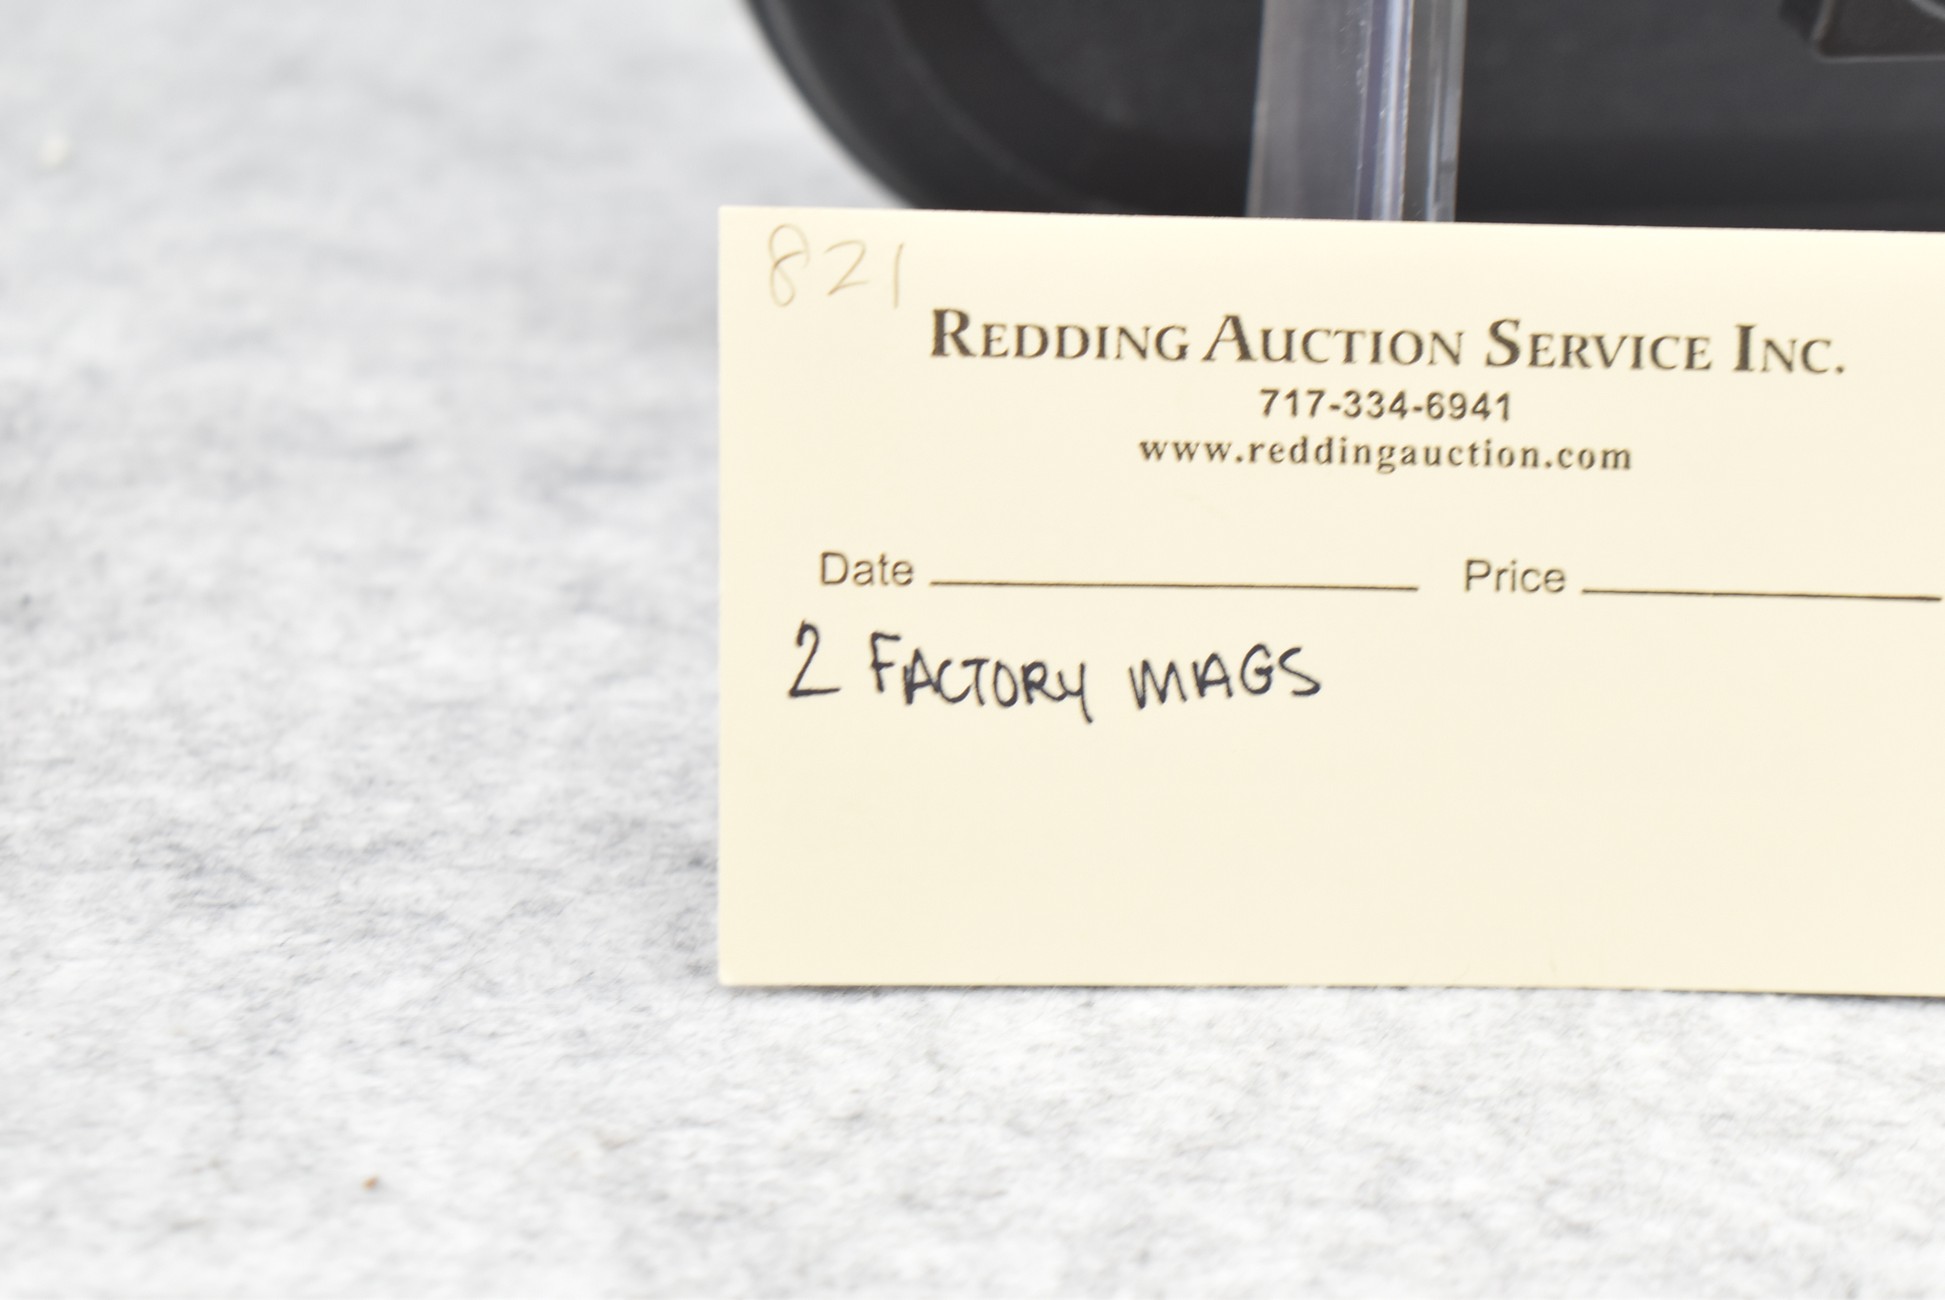 821
Redding Auction Service Inc.
717-334-6941
www.reddingauction.com
Date Price
2 FACTORY MAGS